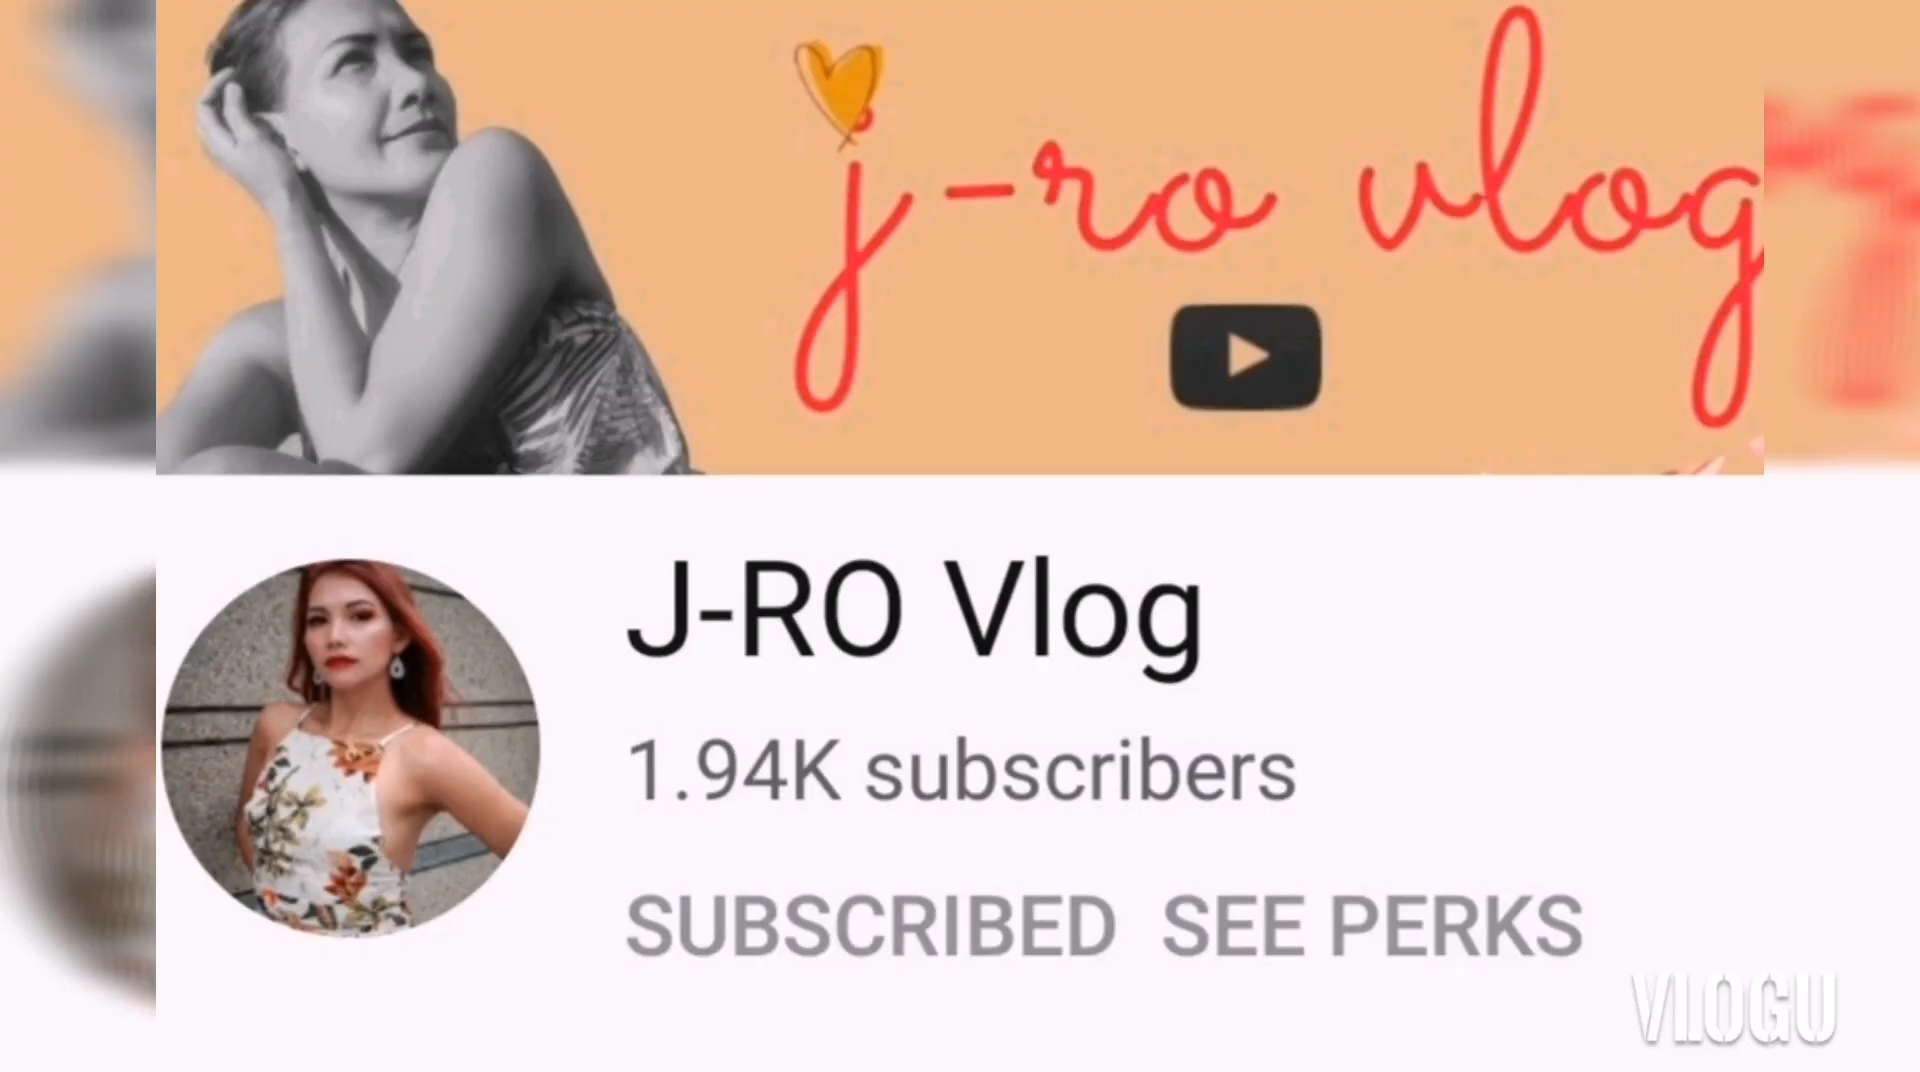 j-ro vlog
J-RO Vlog
1.94K subscribers
SUBSCRIBED SEE PERKS
VLOGU